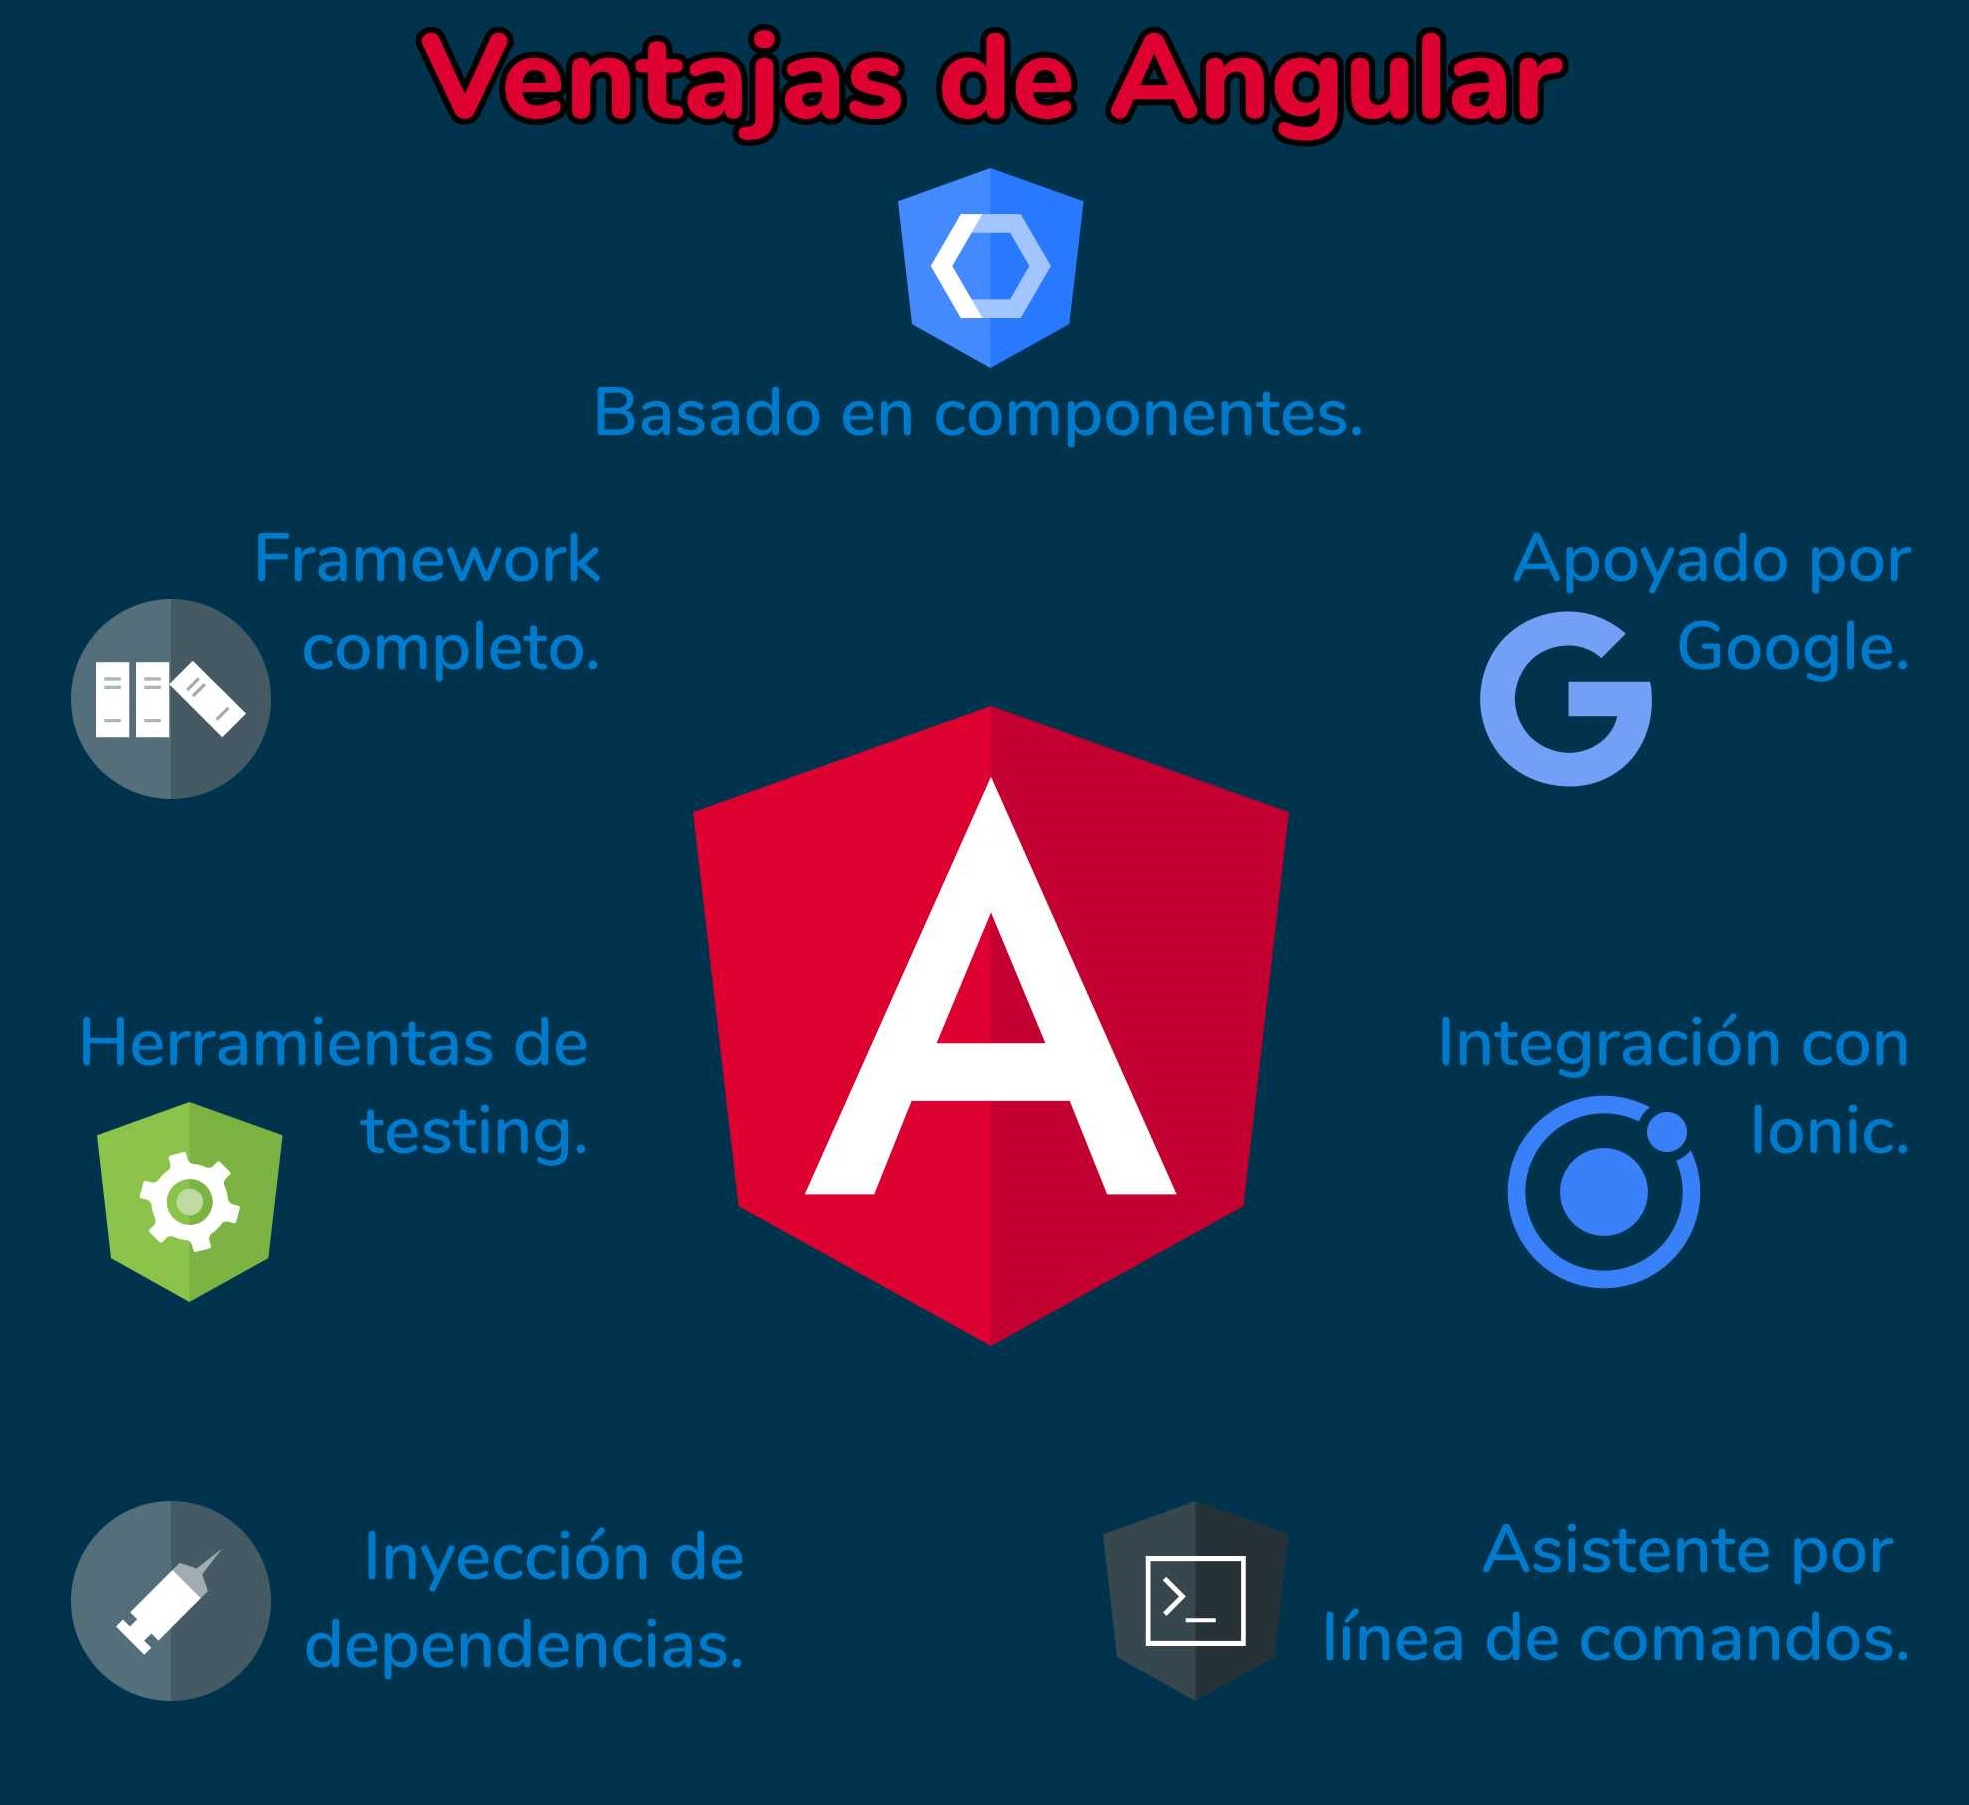 Ventajas de Angular
Basado en componentes.
Framework
completo.
Apoyado por
Google.
Herramientas de
testing.
Integración con
Ionic.
Inyección de
dependencias.
Asistente por
línea de comandos.